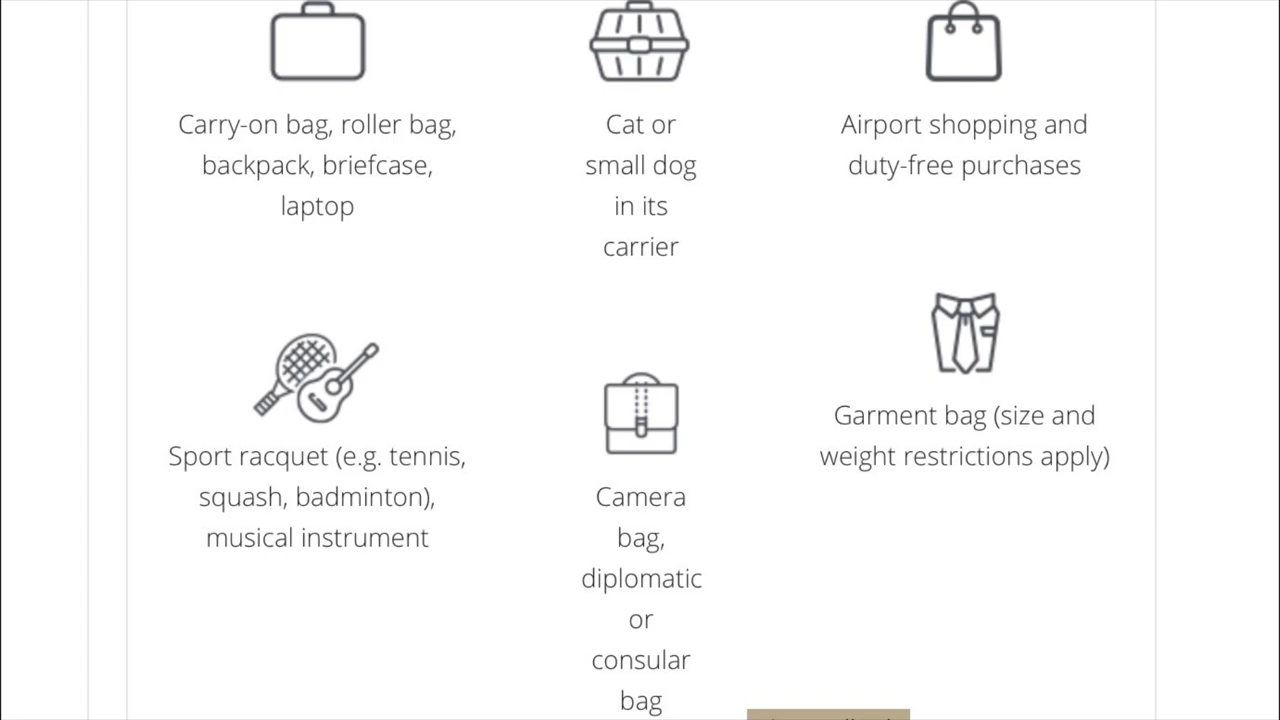 Carry-on bag, roller bag,
backpack, briefcase,
laptop
Cat or
small dog
in its
carrier
Airport shopping and
duty-free purchases
Sport racquet (e.g. tennis,
squash, badminton),
musical instrument
Camera
bag,
diplomatic
or
consular
bag
Garment bag (size and
weight restrictions apply)